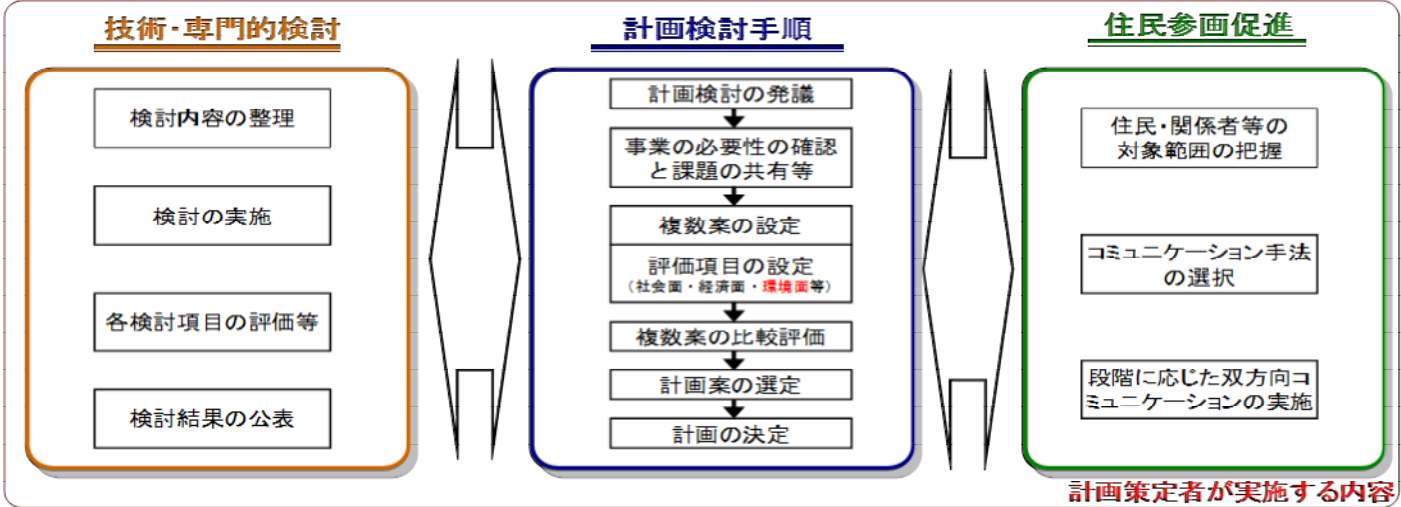 技術・専門的検討
検討内容の整理
検討の実施
各検討項目の評価等
検討結果の公表
計画検討手順
計画検討の発議
事業の必要性の確認
と課題の共有等
複数案の設定
評価項目の設定
（社会面・経済面・環境面等）
複数案の比較評価
計画案の選定
計画の決定
住民参画促進
住民・関係者等の
対象範囲の把握
コミュニケーション手法
の選択
段階に応じた双方向コ
ミュニケーションの実施
計画策定者が実施する内容